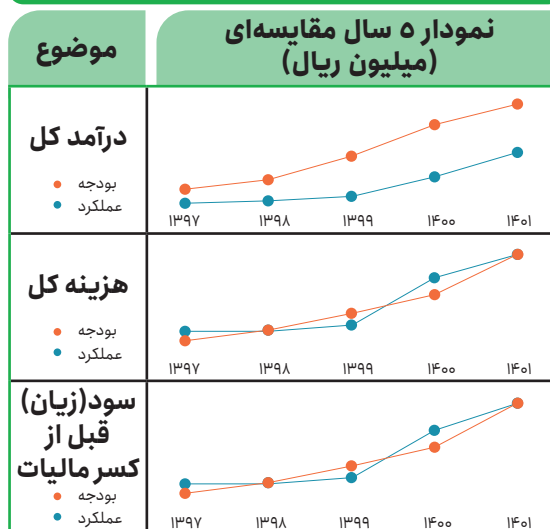 موضوع
نمودار ۵ سال مقایسه‌ای
(میلیون ریال)
درآمد کل
بودجه
عملکرد
۱۳۹۷ ۱۳۹۸ ۱۳۹۹ ۱۴۰۰ ۱۴۰۱
هزینه کل
بودجه
عملکرد
۱۳۹۷ ۱۳۹۸ ۱۳۹۹ ۱۴۰۰ ۱۴۰۱
سود(زیان)
قبل از
کسر مالیات
بودجه
عملکرد
۱۳۹۷ ۱۳۹۸ ۱۳۹۹ ۱۴۰۰ ۱۴۰۱